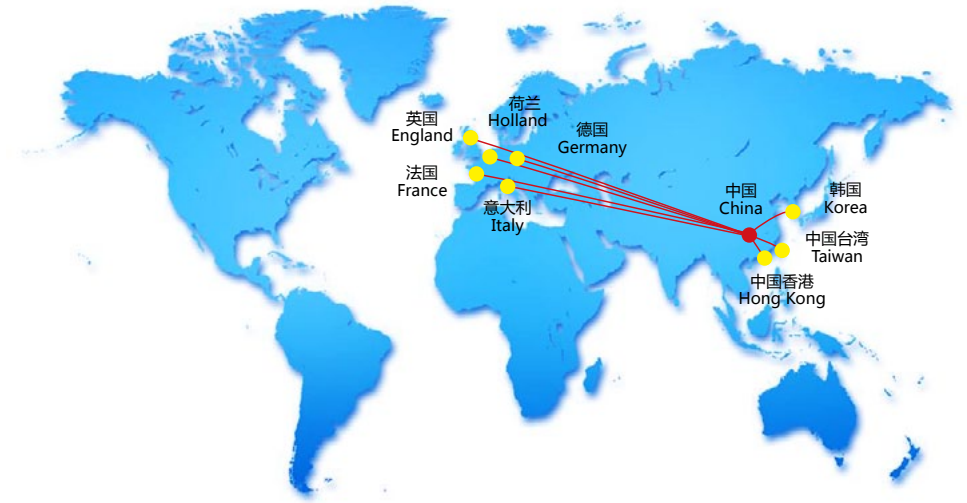 荷兰
Holland
英国
England
德国
Germany
法国
France
意大利
Italy
中国
China
韩国
Korea
中国台湾
Taiwan
中国香港
Hong Kong